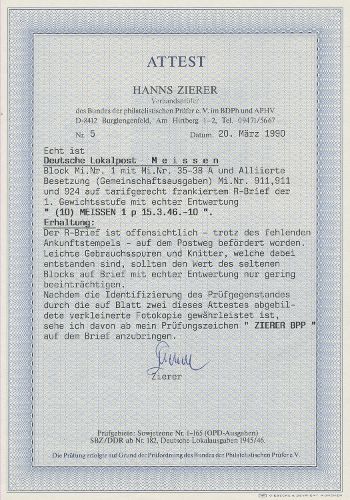 ATTEST
HANNS ZIERER
Verbandsprüfer
des Bundes der philatelistischen Prüfer e. V. im BDPh und APHV
D-8412 Burglengenfeld, Am Hirtberg 1–2, Tel. 09471/5667
Nr. 5 Datum: 20. März 1990
Echt ist
Deutsche Lokalpost Meissen
Block Mi.Nr. 1 mit Mi.Nr. 35-38 A und Alliierte
Besetzung (Gemeinschaftsausgaben) Mi.Nr. 911,911
und 924 auf tarifgerecht frankiertem R-Brief der
1. Gewichtsstufe mit echter Entwertung
" (10) MEISSEN 1 p 15.3.46.-10 ".
Erhaltung:
Der R-Brief ist offensichtlich - trotz des fehlenden
Ankunftstempels - auf dem Postweg befördert worden.
Leichte Gebrauchsspuren und Knitter, welche dabei
entstanden sind, sollten den Wert des seltenen
Blocks auf Brief mit echter Entwertung nur gering
beeinträchtigen.
Nachdem die Identifizierung des Prüfgegenstandes
durch die auf Blatt zwei dieses Attestes abgebil-
dete verkleinerte Fotokopie gewährleistet ist,
sehe ich davon ab mein Prüfungszeichen " ZIERER BPP "
auf dem Brief anzubringen.
Zierer
Prüfgebiete: Sowjetzone Nr. 1-165 (OPD-Ausgaben)
SBZ/DDR ab Nr. 182, Deutsche Lokalausgaben 1945/46.
Die Prüfung erfolgte auf Grund der Prüfordnung des Bundes der Philatelistischen Prüfer e. V.